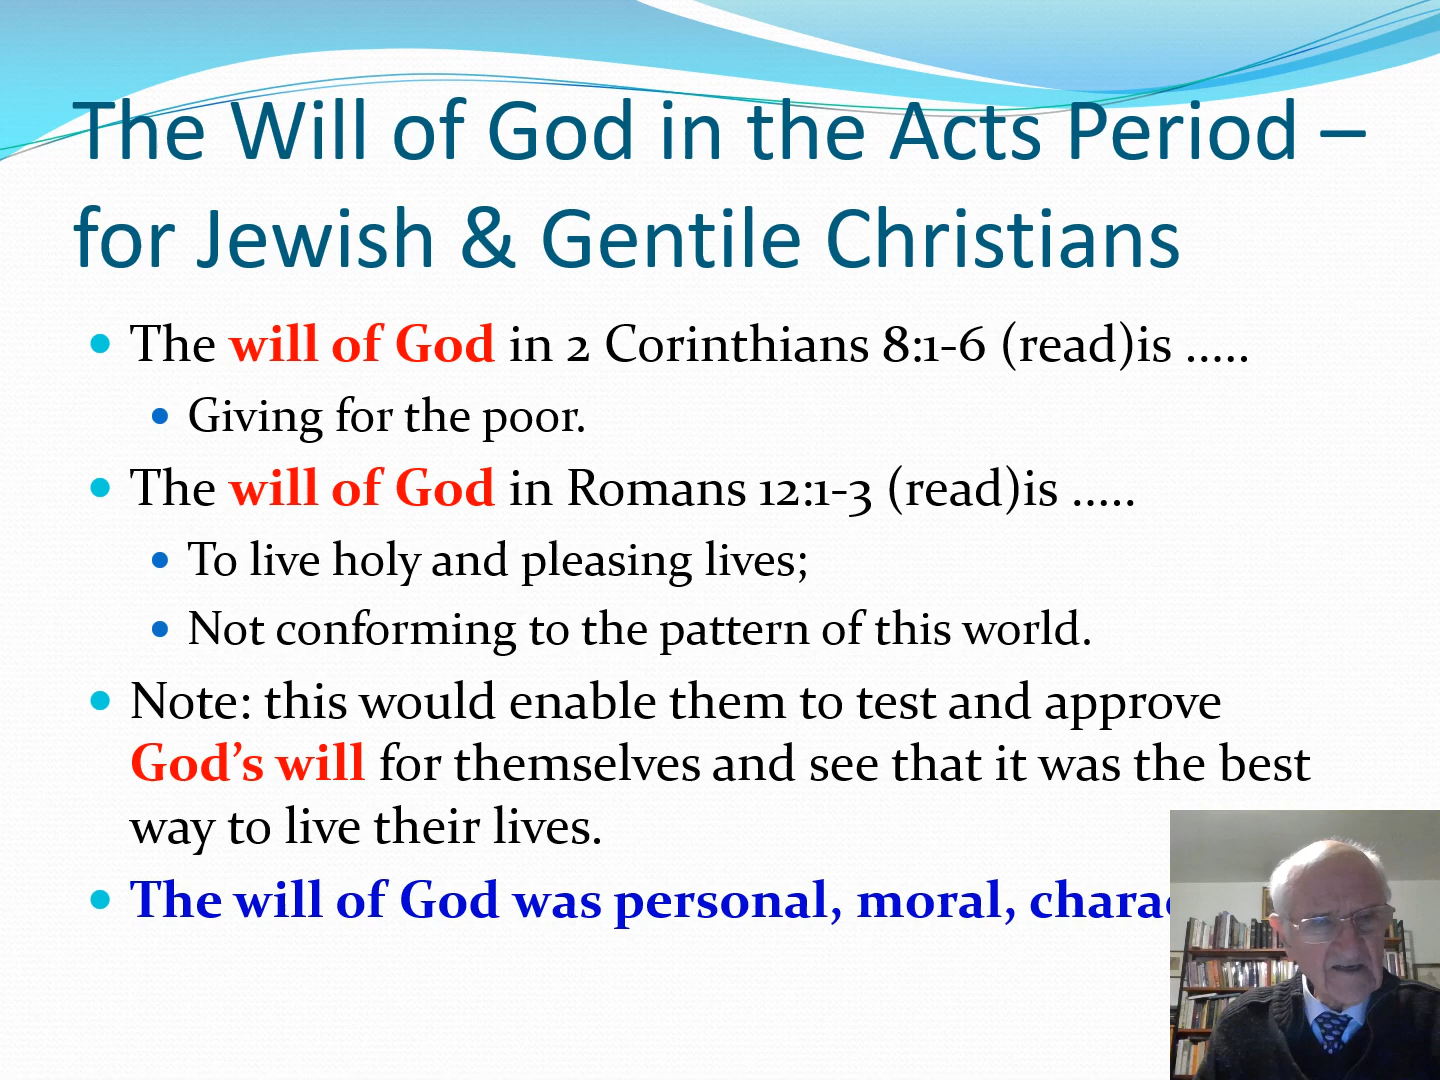 The Will of God in the Acts Period –
for Jewish & Gentile Christians
The will of God in 2 Corinthians 8:1-6 (read)is .....
Giving for the poor.
The will of God in Romans 12:1-3 (read)is .....
To live holy and pleasing lives;
Not conforming to the pattern of this world.
Note: this would enable them to test and approve
God’s will for themselves and see that it was the best
way to live their lives.
The will of God was personal, moral,